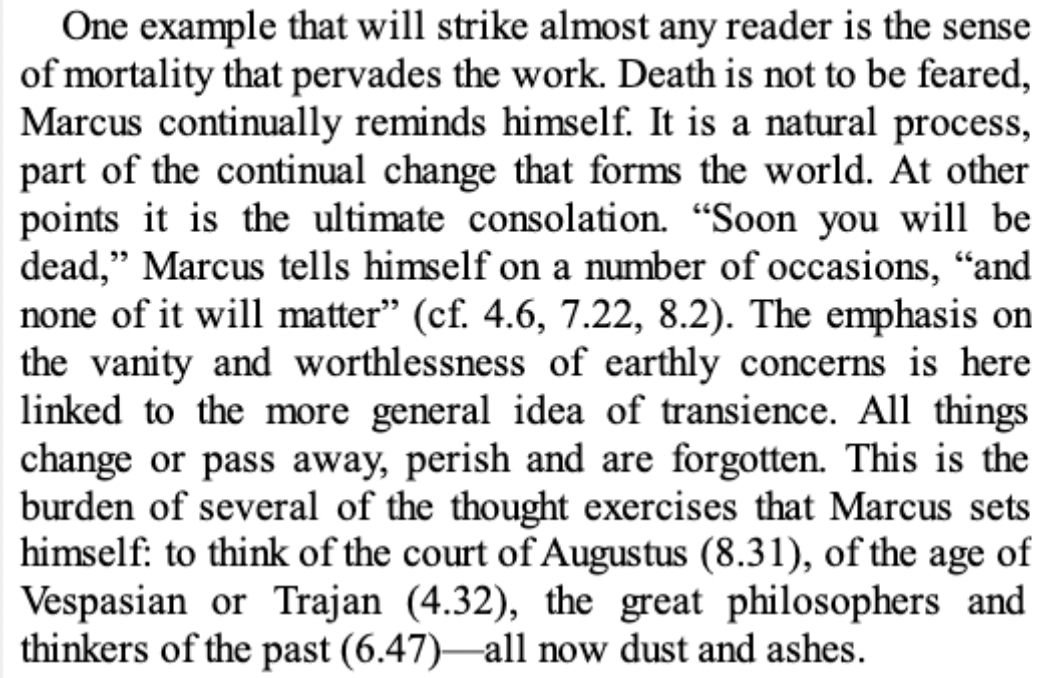 One example that will strike almost any reader is the sense
of mortality that pervades the work. Death is not to be feared,
Marcus continually reminds himself. It is a natural process,
part of the continual change that forms the world. At other
points it is the ultimate consolation. “Soon you will be
dead,” Marcus tells himself on a number of occasions, “and
none of it will matter” (cf. 4.6, 7.22, 8.2). The emphasis on
the vanity and worthlessness of earthly concerns is here
linked to the more general idea of transience. All things
change or pass away, perish and are forgotten. This is the
burden of several of the thought exercises that Marcus sets
himself: to think of the court of Augustus (8.31), of the age of
Vespasian or Trajan (4.32), the great philosophers and
thinkers of the past (6.47)—all now dust and ashes.